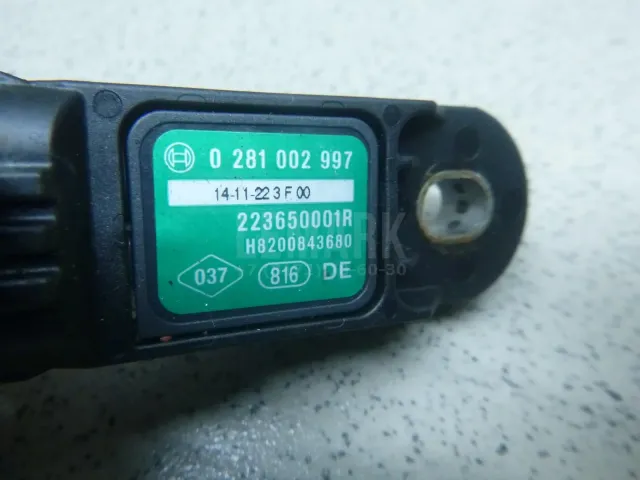 0 281 002 997
14-11-22 3 F 00
223650001R
H8200843680
037 816 DE